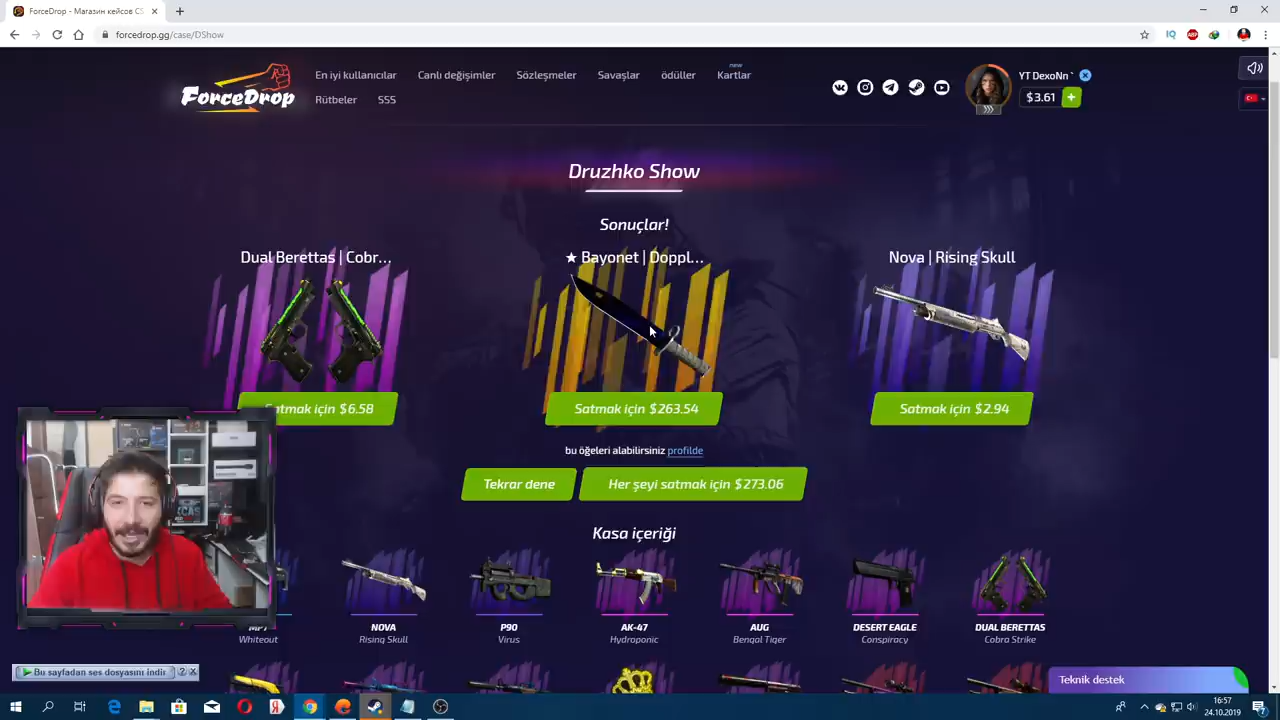 ForceDrop - Магазин кейсов CS
forcedrop.gg/case/DShow
ForceDrop
En iyi kullanıcılar
Canlı değişimler
Sözleşmeler
Savaşlar
ödüller
new
Kartlar
Rütbeler
SSS
YT DexoNn `
$3.61
Druzhko Show
Sonuçlar!
Dual Berettas | Cobr...
★ Bayonet | Doppl...
Nova | Rising Skull
Satmak için $6.58
Satmak için $263.54
Satmak için $2.94
bu öğeleri alabilirsiniz profilde
Tekrar dene
Her şeyi satmak için $273.06
Kasa içeriği
MP7
Whiteout
NOVA
Rising Skull
P90
Virus
AK-47
Hydroponic
AUG
Bengal Tiger
DESERT EAGLE
Conspiracy
DUAL BERETTAS
Cobra Strike
Bu sayfadan ses dosyasını indir
Teknik destek
16:57
24.10.2019